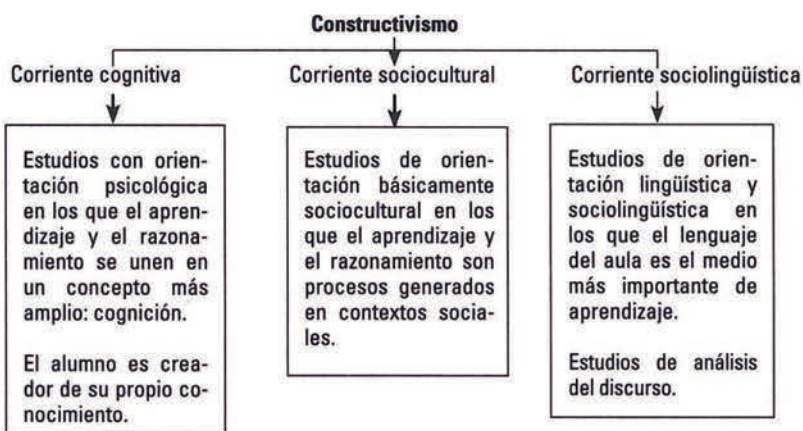 Constructivismo
Corriente cognitiva
Corriente sociocultural
Corriente sociolingüística
Estudios con orien-
tación psicológica
en los que el apren-
dizaje y el razona-
miento se unen en
un concepto más
amplio: cognición.
El alumno es crea-
dor de su propio co-
nocimiento.
Estudios de orien-
tación básicamente
sociocultural en los
que el aprendizaje y
el razonamiento son
procesos generados
en contextos socia-
les.
Estudios de orien-
tación lingüística y
sociolingüística en
los que el lenguaje
del aula es el medio
más importante de
aprendizaje.
Estudios de análisis
del discurso.